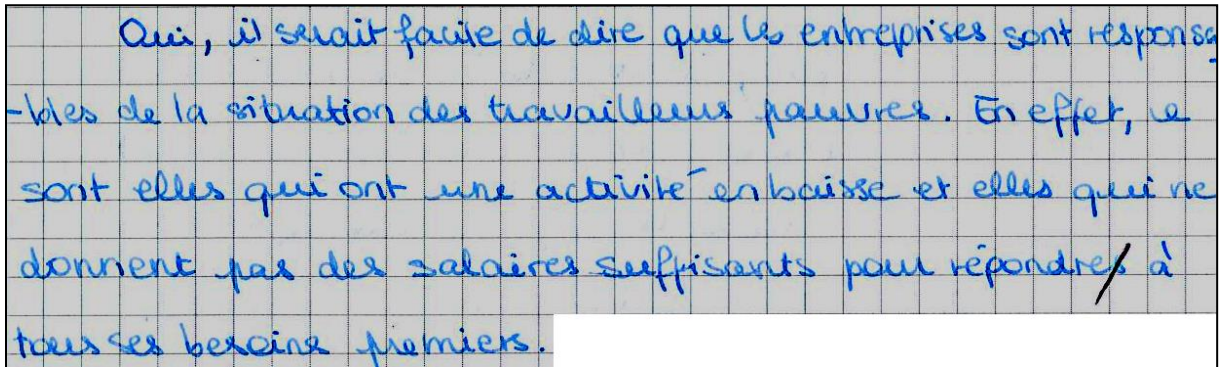 Oui, il serait facile de dire que les entreprises sont responsa
-bles de la situation des travailleurs pauvres. En effet, ce
sont elles qui ont une activité en baisse et elles qui ne
donnent pas des salaires suffisants pour répondre à
tous ses besoins premiers.